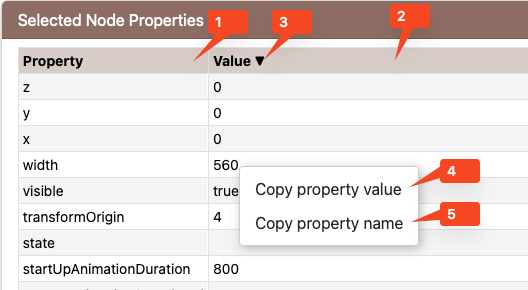 Selected Node Properties 1 3 2
Property Value ▼
z 0
y 0
x 0
width 560
visible true
Copy property value 4
transformOrigin 4
Copy property name 5
state
startUpAnimationDuration 800